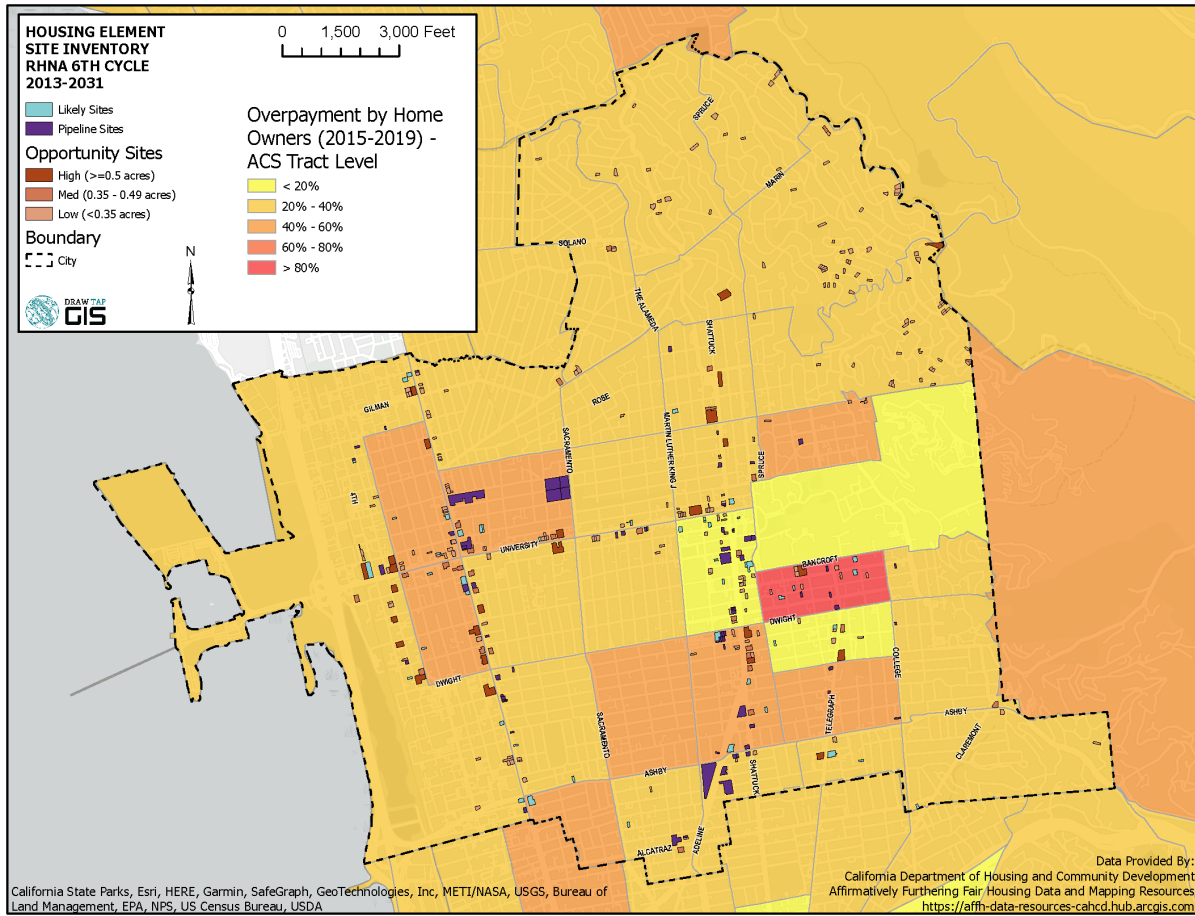 HOUSING ELEMENT
SITE INVENTORY
RHNA 6TH CYCLE
2013-2031
0 1,500 3,000 Feet
Likely Sites
Pipeline Sites
Opportunity Sites
High (>=0.5 acres)
Med (0.35 - 0.49 acres)
Low (<0.35 acres)
Boundary
City
Overpayment by Home
Owners (2015-2019) -
ACS Tract Level
< 20%
20% - 40%
40% - 60%
60% - 80%
> 80%
N
DRAW TAP
GIS
SPRUCE
MARIN
SOLANO
THE ALAMEDA
SHATTUCK
GILMAN
ROSE
SACRAMENTO
MARTIN LUTHER KING J
SPRUCE
4TH
UNIVERSITY
BANCROFT
DWIGHT
DWIGHT
COLLEGE
SACRAMENTO
TELEGRAPH
ASHBY
CLAREMONT
ASHBY
SHATTUCK
ADELINE
ALCATRAZ
California State Parks, Esri, HERE, Garmin, SafeGraph, GeoTechnologies, Inc, METI/NASA, USGS, Bureau of
Land Management, EPA, NPS, US Census Bureau, USDA
Data Provided By:
California Department of Housing and Community Development
Affirmatively Furthering Fair Housing Data and Mapping Resources
https://affh-data-resources-cahcd.hub.arcgis.com